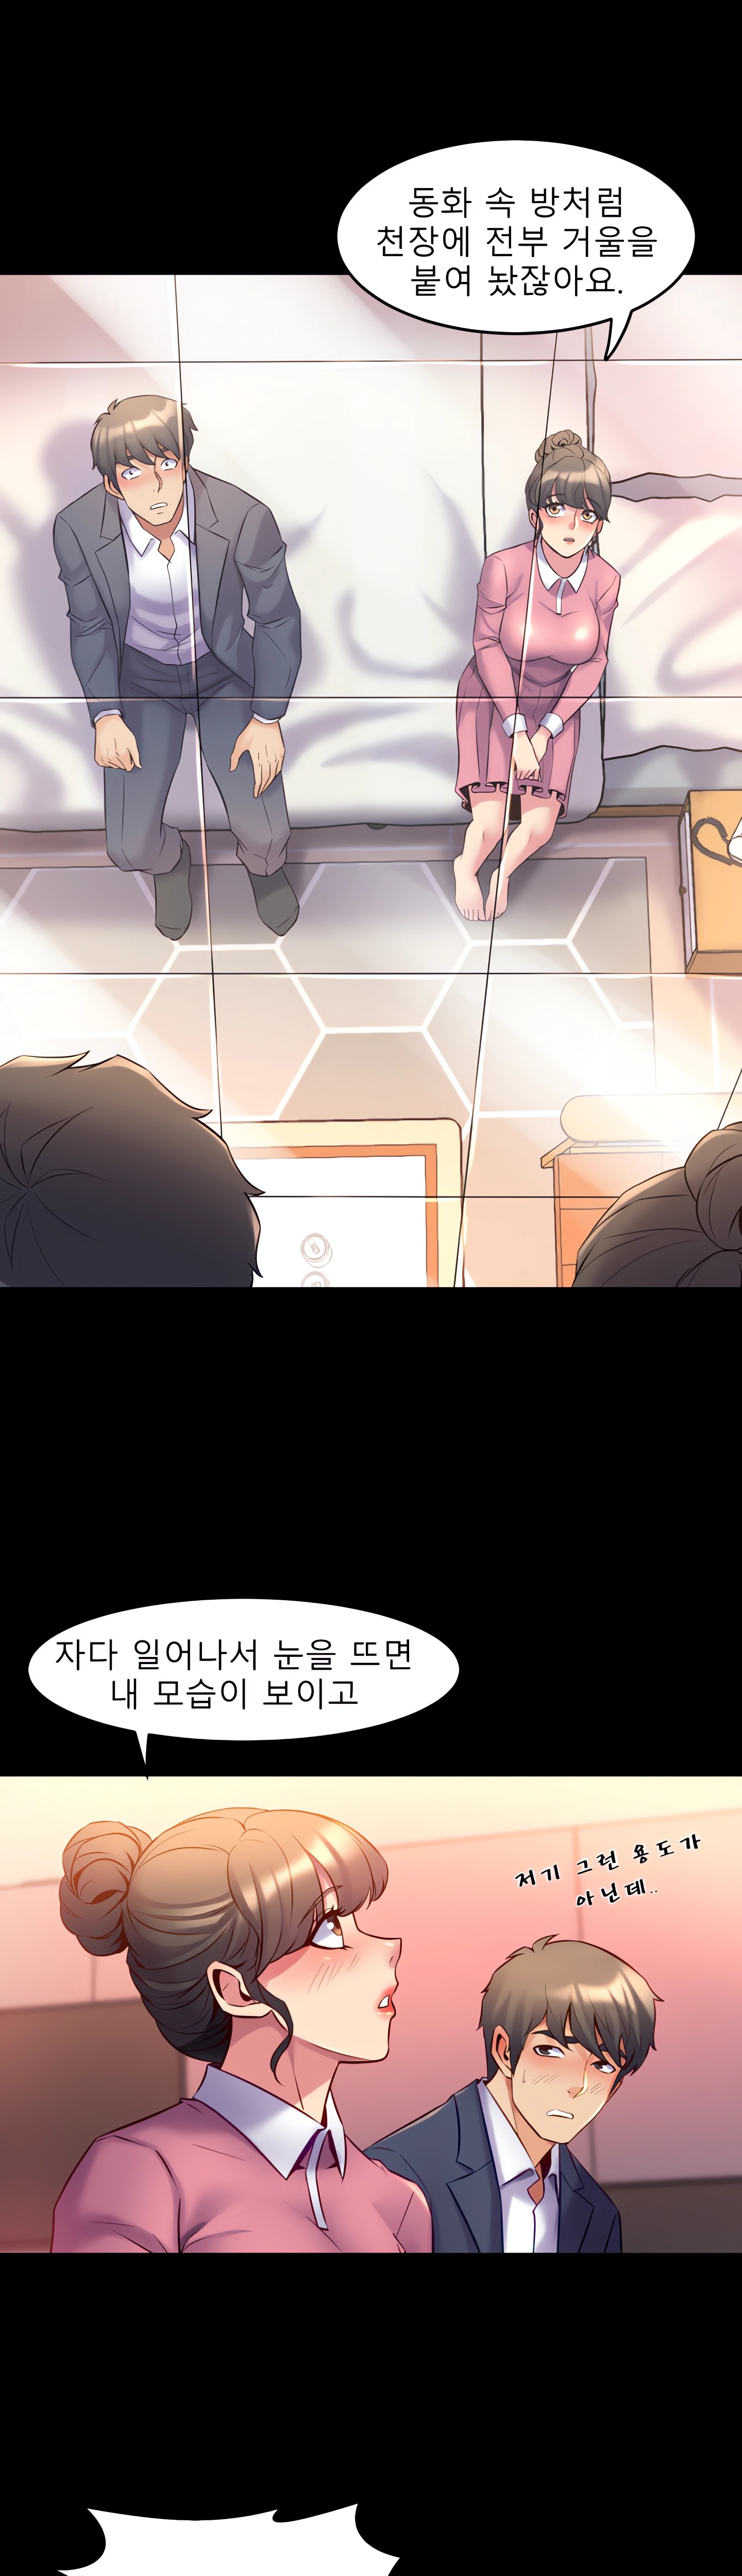 동화 속 방처럼
천장에 전부 거울을
붙여 놨잖아요.
자다 일어나서 눈을 뜨면
내 모습이 보이고
저기 그런 용도가
아닌데..